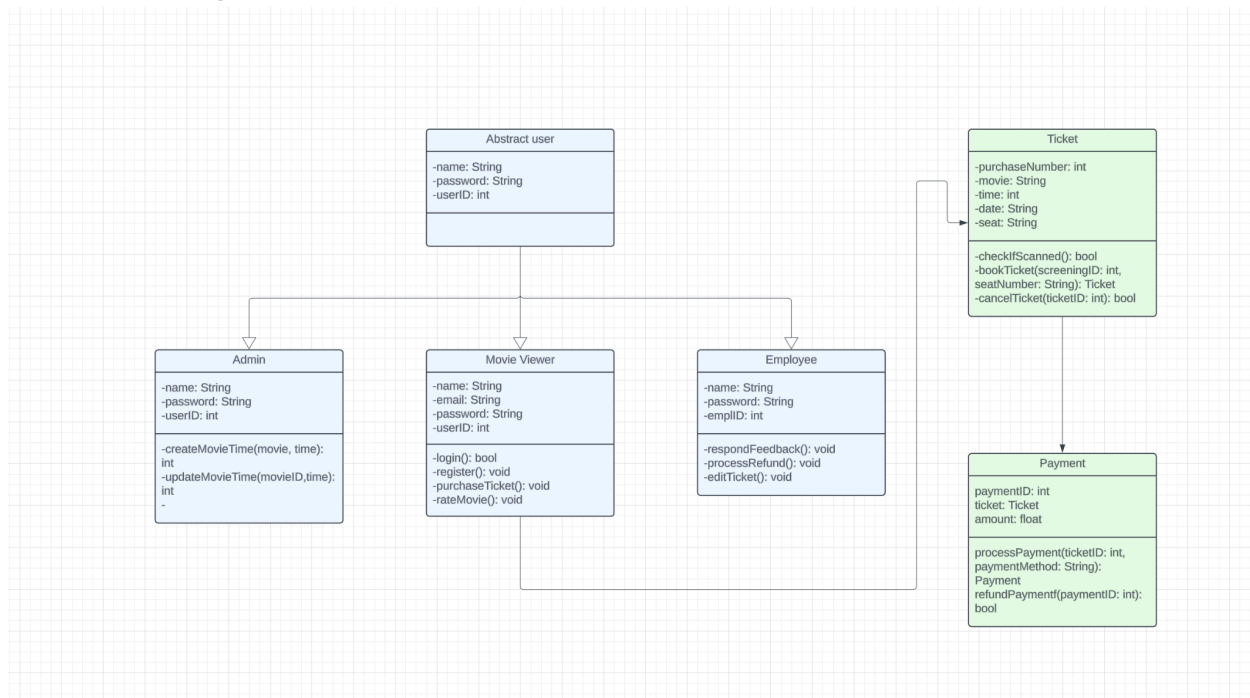 Abstract user
-name: String
-password: String
-userID: int
Ticket
-purchaseNumber: int
-movie: String
-time: int
-date: String
-seat: String
-checkIfScanned(): bool
-bookTicket(screeningID: int,
seatNumber: String): Ticket
-cancelTicket(ticketID: int): bool
Admin
-name: String
-password: String
-userID: int
-createMovieTime(movie, time):
int
-updateMovieTime(movieID,time):
int
-
Movie Viewer
-name: String
-email: String
-password: String
-userID: int
-login(): bool
-register(): void
-purchaseTicket(): void
-rateMovie(): void
Employee
-name: String
-password: String
-emplID: int
-respondFeedback(): void
-processRefund(): void
-editTicket(): void
Payment
paymentID: int
ticket: Ticket
amount: float
processPayment(ticketID: int,
paymentMethod: String):
Payment
refundPaymentf(paymentID: int):
bool